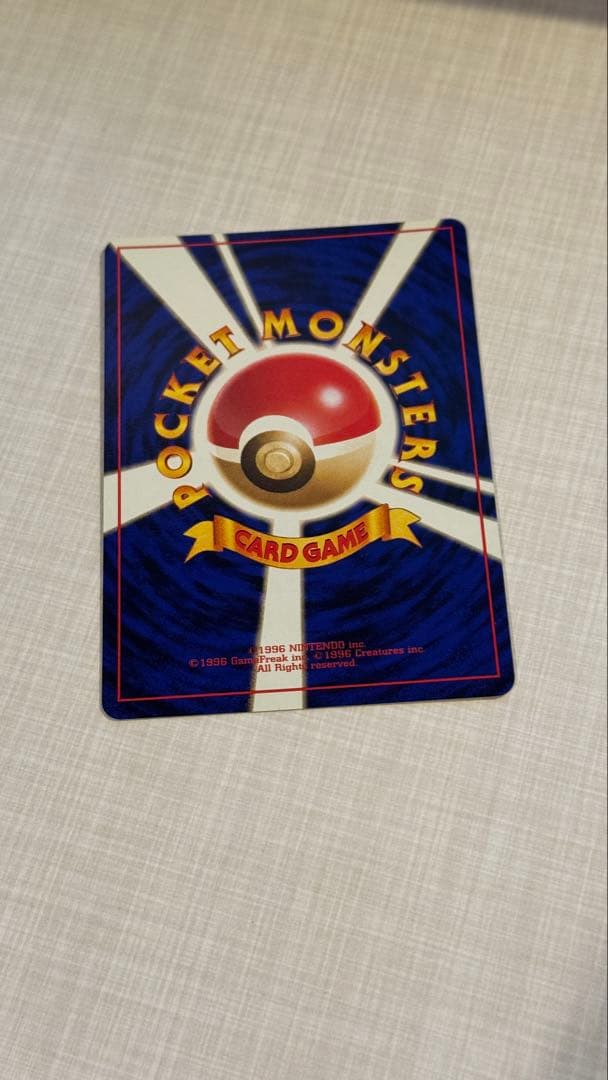 POCKET MONSTERS
CARD GAME
©1996 NINTENDO inc.
©1996 GameFreak inc. ©1996 Creatures inc.
All Rights reserved.